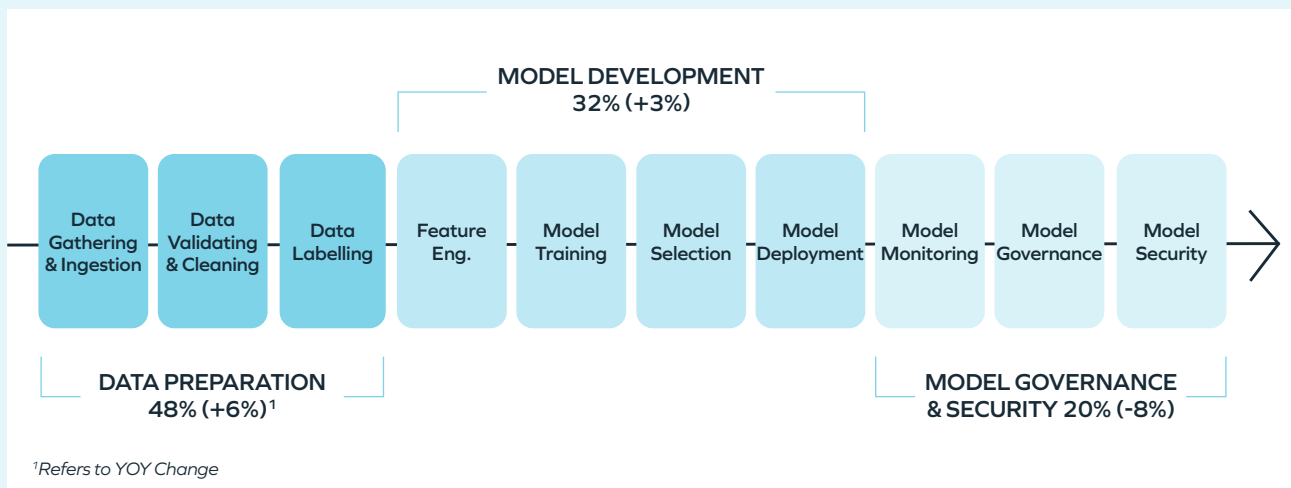 MODEL DEVELOPMENT
32% (+3%)
Data
Gathering
& Ingestion
Data
Validating
& Cleaning
Data
Labelling
Feature
Eng.
Model
Training
Model
Selection
Model
Deployment
Model
Monitoring
Model
Governance
Model
Security
DATA PREPARATION
48% (+6%)¹
MODEL GOVERNANCE
& SECURITY 20% (-8%)
¹Refers to YOY Change